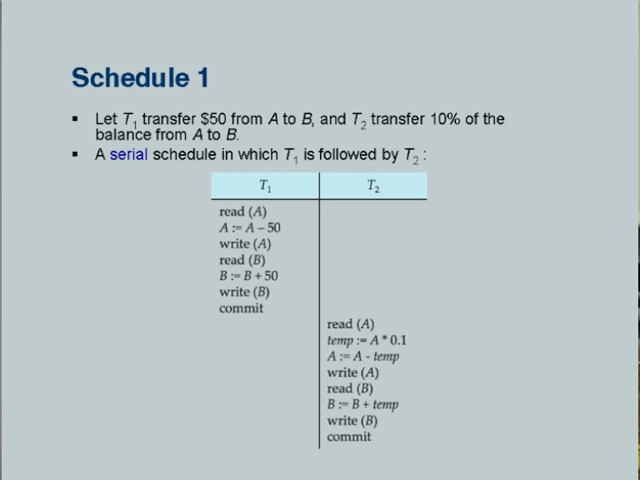 Schedule 1
▪ Let T1 transfer $50 from A to B, and T2 transfer 10% of the
balance from A to B.
▪ A serial schedule in which T1 is followed by T2 :
T1 T2
read (A)
A := A – 50
write (A)
read (B)
B := B + 50
write (B)
commit
read (A)
temp := A * 0.1
A := A - temp
write (A)
read (B)
B := B + temp
write (B)
commit